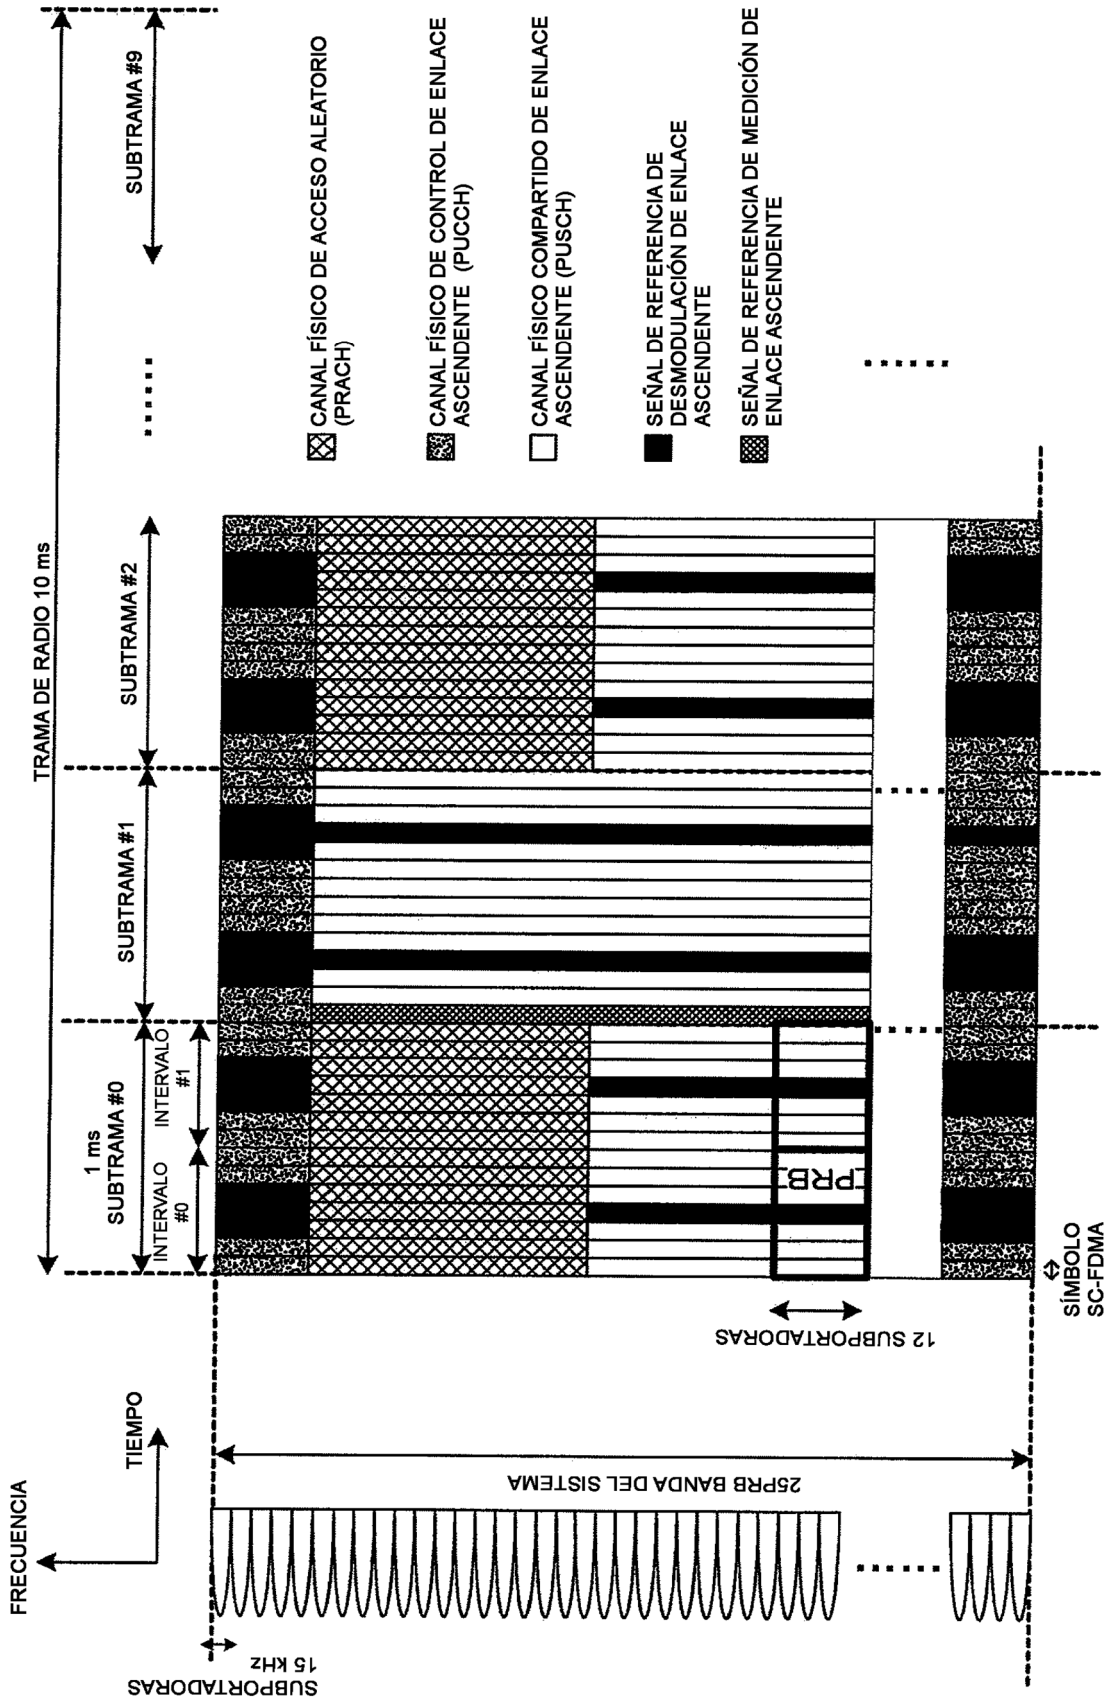 TRAMA DE RADIO 10 ms
1 ms
SUBTRAMA #0
SUBTRAMA #1
SUBTRAMA #2
SUBTRAMA #9
INTERVALO
#0
INTERVALO
#1
FRECUENCIA
TIEMPO
SUBPORTADORAS
15 kHz
25PRB BANDA DEL SISTEMA
12 SUBPORTADORAS
PRB
SÍMBOLO
SC-FDMA
CANAL FÍSICO DE ACCESO ALEATORIO
(PRACH)
CANAL FÍSICO DE CONTROL DE ENLACE
ASCENDENTE (PUCCH)
CANAL FÍSICO COMPARTIDO DE ENLACE
ASCENDENTE (PUSCH)
SEÑAL DE REFERENCIA DE
DESMODULACIÓN DE ENLACE
ASCENDENTE
SEÑAL DE REFERENCIA DE MEDICIÓN DE
ENLACE ASCENDENTE